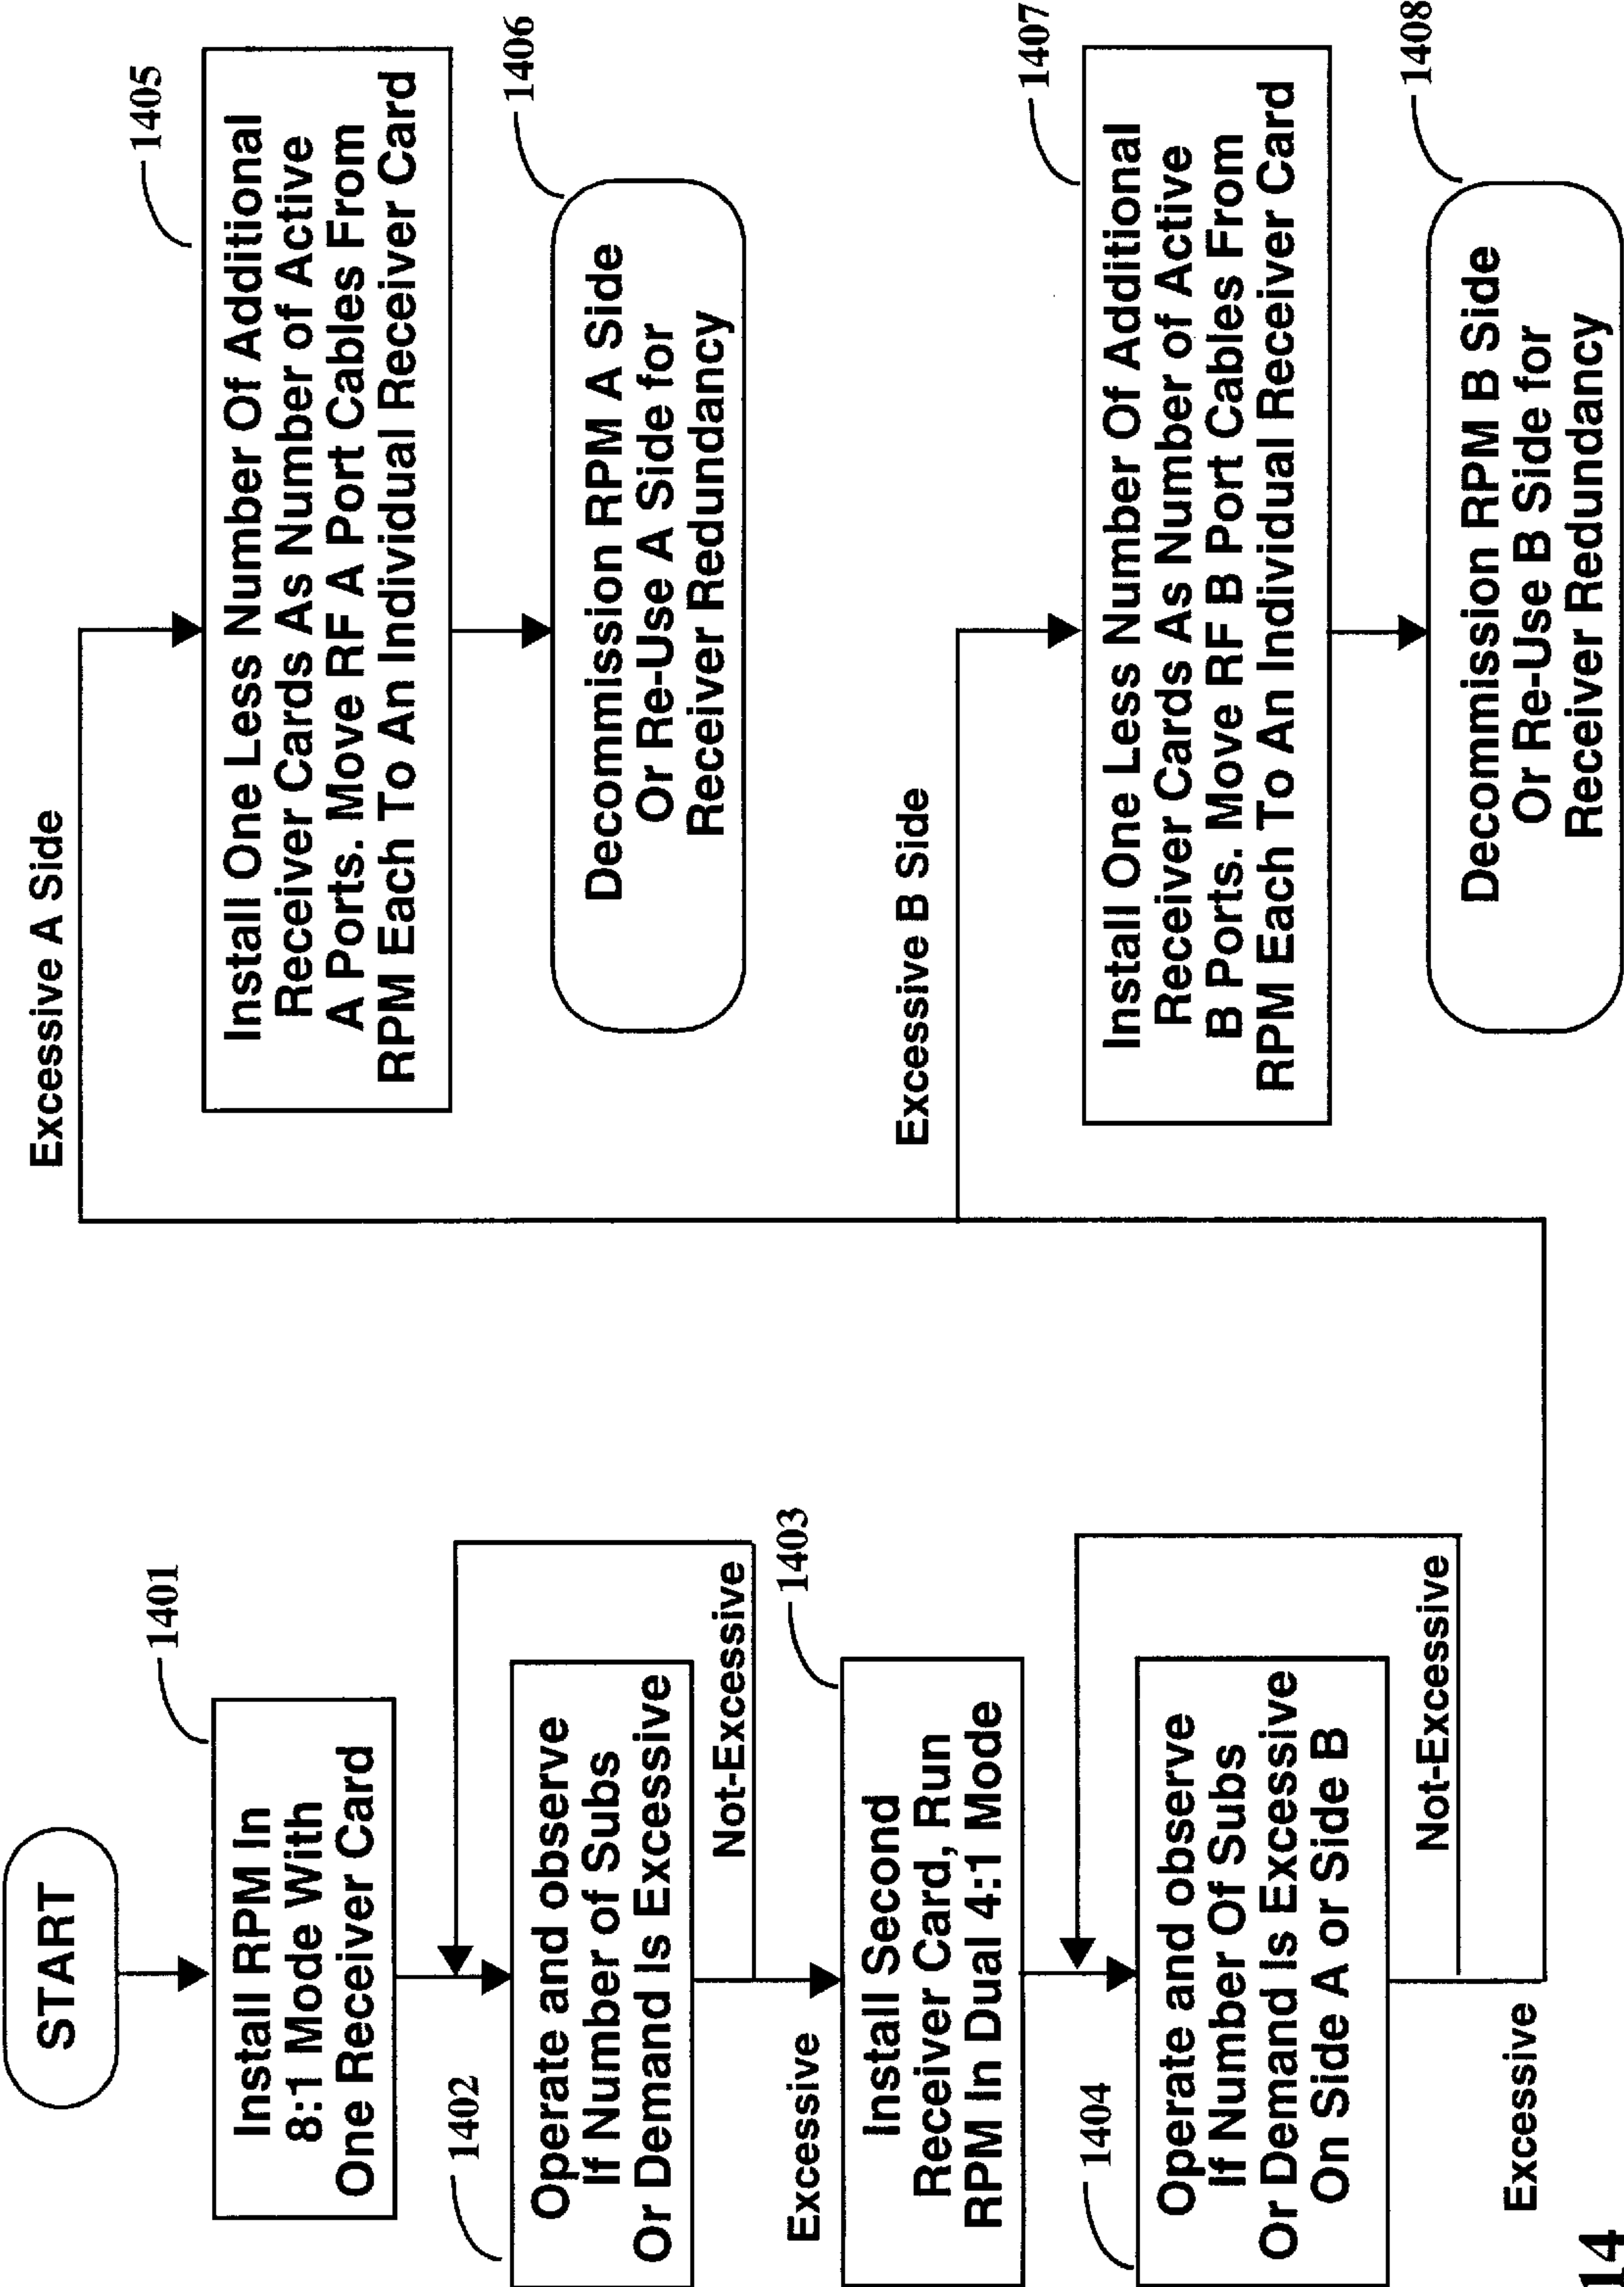 START
1401
Install RPM In
8:1 Mode With
One Receiver Card
1402
Operate and observe
If Number of Subs
Or Demand Is Excessive
Not-Excessive
Excessive
1403
Install Second
Receiver Card, Run
RPM In Dual 4:1 Mode
1404
Operate and observe
If Number Of Subs
Or Demand Is Excessive
On Side A or Side B
Not-Excessive
Excessive
Excessive A Side
1405
Install One Less Number Of Additional
Receiver Cards As Number of Active
A Ports. Move RF A Port Cables From
RPM Each To An Individual Receiver Card
1406
Decommission RPM A Side
Or Re-Use A Side for
Receiver Redundancy
Excessive B Side
1407
Install One Less Number Of Additional
Receiver Cards As Number of Active
B Ports. Move RF B Port Cables From
RPM Each To An Individual Receiver Card
1408
Decommission RPM B Side
Or Re-Use B Side for
Receiver Redundancy
14